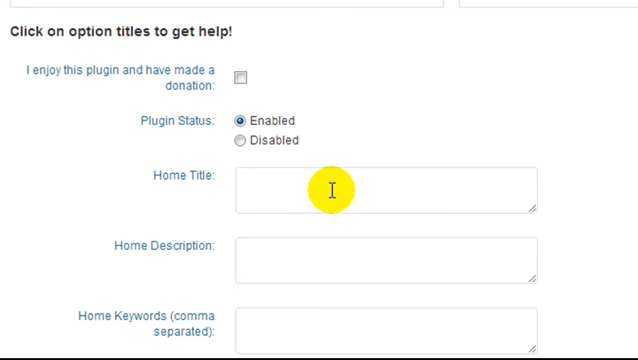 Click on option titles to get help!
I enjoy this plugin and have made a
donation:
Plugin Status:
Enabled
Disabled
Home Title:
Home Description:
Home Keywords (comma
separated):